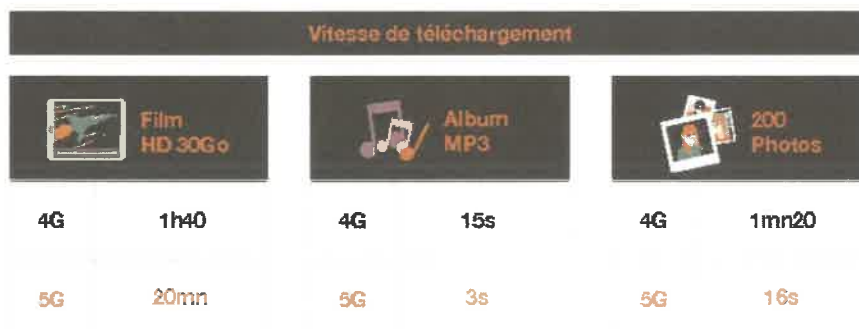 Vitesse de téléchargement
Film
HD 30Go
Album
MP3
200
Photos
4G 1h40
4G 15s
4G 1mn20
5G 20mn
5G 3s
5G 16s